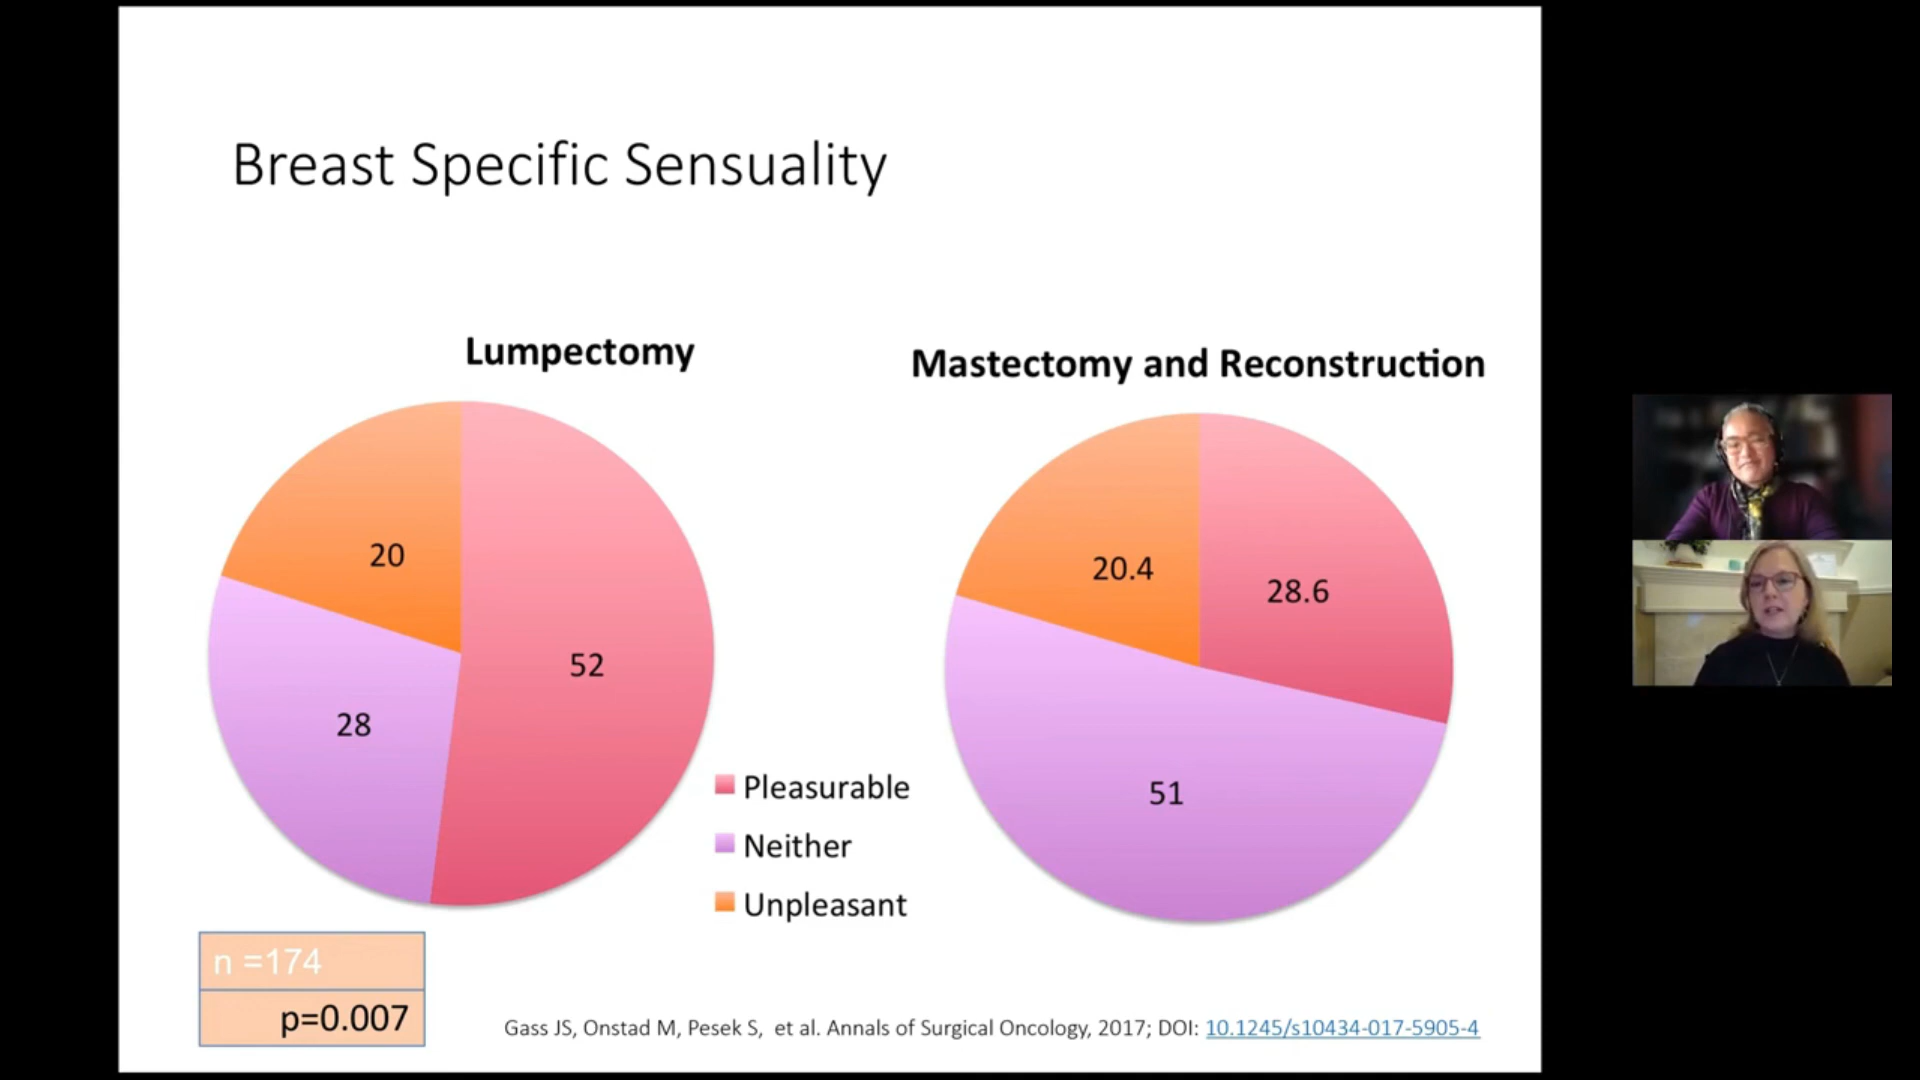 Breast Specific Sensuality
Lumpectomy
Mastectomy and Reconstruction
20
52
28
20.4
28.6
51
Pleasurable
Neither
Unpleasant
n =174
p=0.007
Gass JS, Onstad M, Pesek S, et al. Annals of Surgical Oncology, 2017; DOI: 10.1245/s10434-017-5905-4